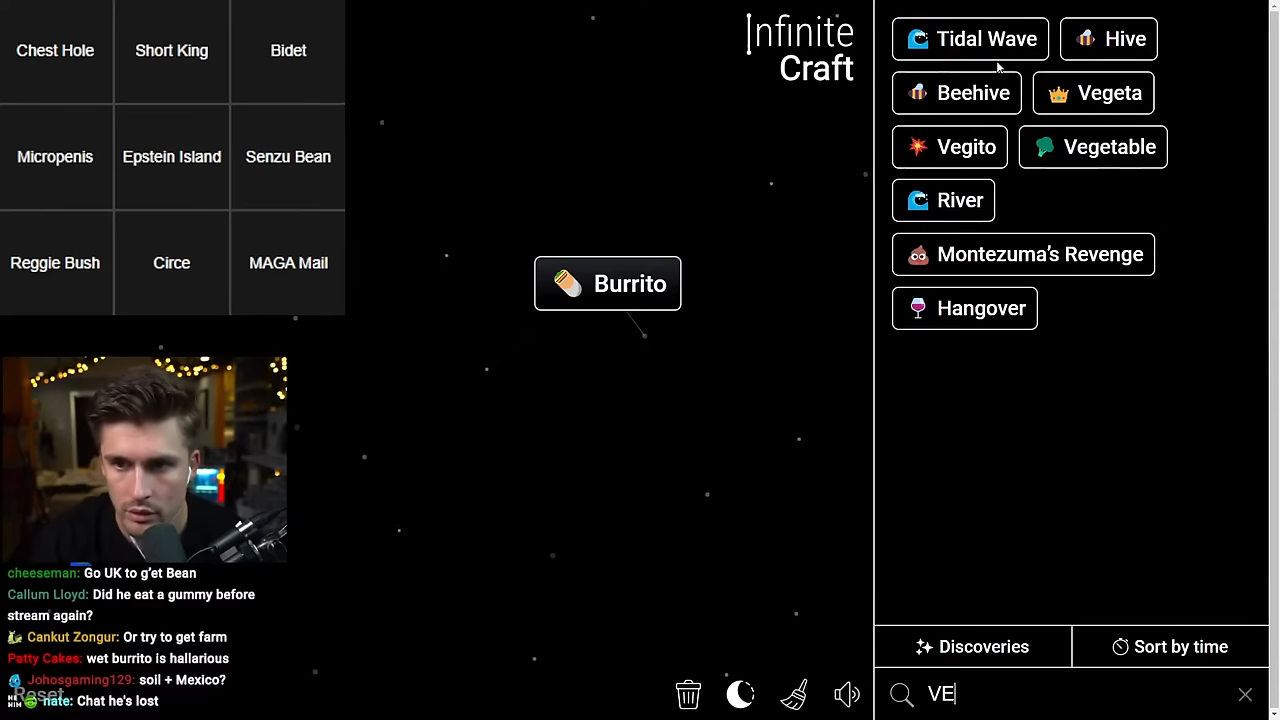 Chest Hole
Short King
Bidet
Micropenis
Epstein Island
Senzu Bean
Reggie Bush
Circe
MAGA Mail
Infinite
Craft
Burrito
Tidal Wave
Hive
Beehive
Vegeta
Vegito
Vegetable
River
Montezuma's Revenge
Hangover
Discoveries
Sort by time
VE
cheeseman: Go UK to g'et Bean
Callum Lloyd: Did he eat a gummy before
stream again?
Cankut Zongur: Or try to get farm
Patty Cakes: wet burrito is hallarious
Johosgaming129: soil + Mexico?
Reset
nate: Chat he's lost